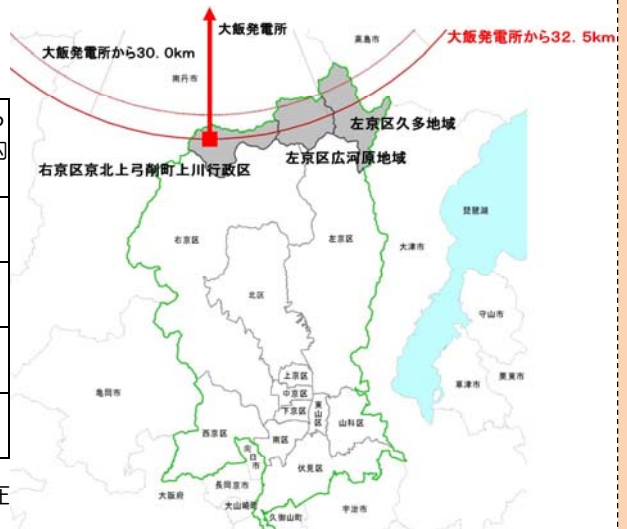 大飯発電所
高島市
大飯発電所から32.5km
大飯発電所から30.0km
南丹市
左京区久多地域
左京区広河原地域
右京区京北上弓削町上川行政区
琵琶湖
右京区
左京区
大津市
北区
守山市
上京区
栗東市
中京区
草津市
亀岡市
下京区
東山区
山科区
西京区
南区
向日市
伏見区
長岡京市
大阪府
大山崎町
宇治市
久御山町